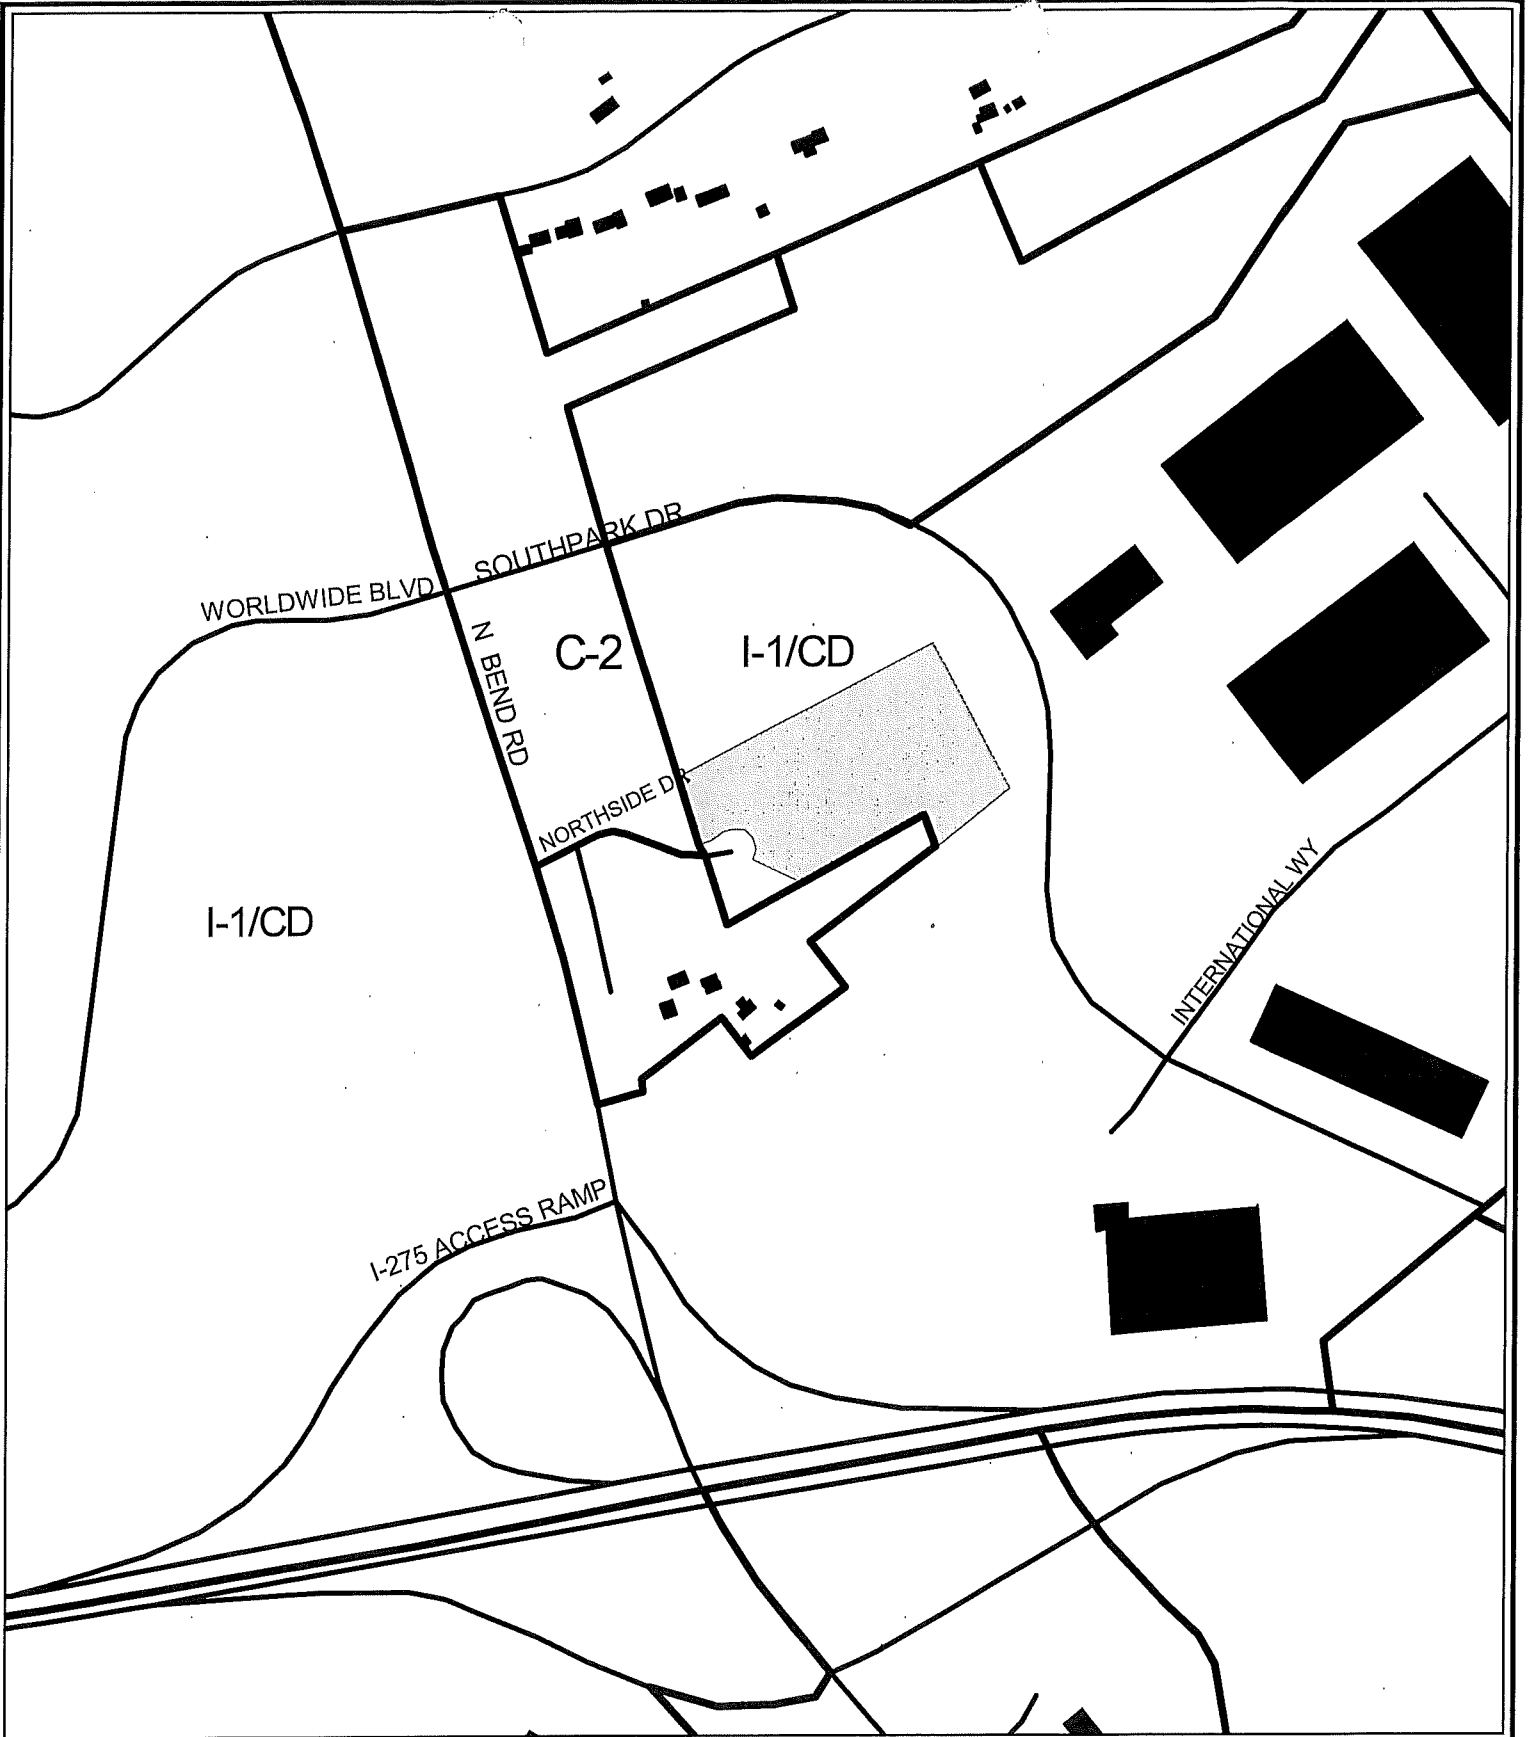 SOUTHPARK DR
WORLDWIDE BLVD
N BEND RD
C-2
I-1/CD
NORTHSIDE DR
I-1/CD
INTERNATIONAL WY
I-275 ACCESS RAMP